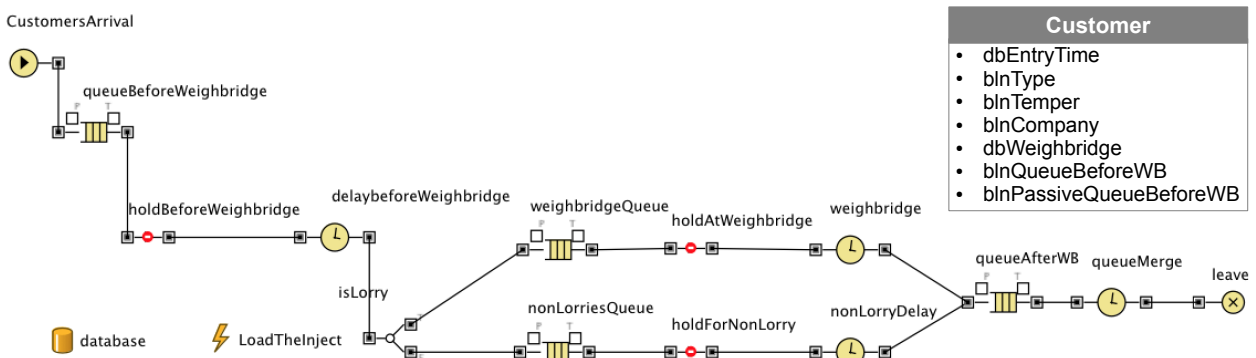 CustomersArrival
Customer
• dbEntryTime
• blnType
• blnTemper
• blnCompany
• dbWeighbridge
• blnQueueBeforeWB
• blnPassiveQueueBeforeWB
queueBeforeWeighbridge
P T
holdBeforeWeighbridge
delaybeforeWeighbridge
weighbridgeQueue
P T
holdAtWeighbridge
weighbridge
queueAfterWB
P T
queueMerge
leave
isLorry
T
F
nonLorriesQueue
P T
holdForNonLorry
nonLorryDelay
database
LoadTheInject